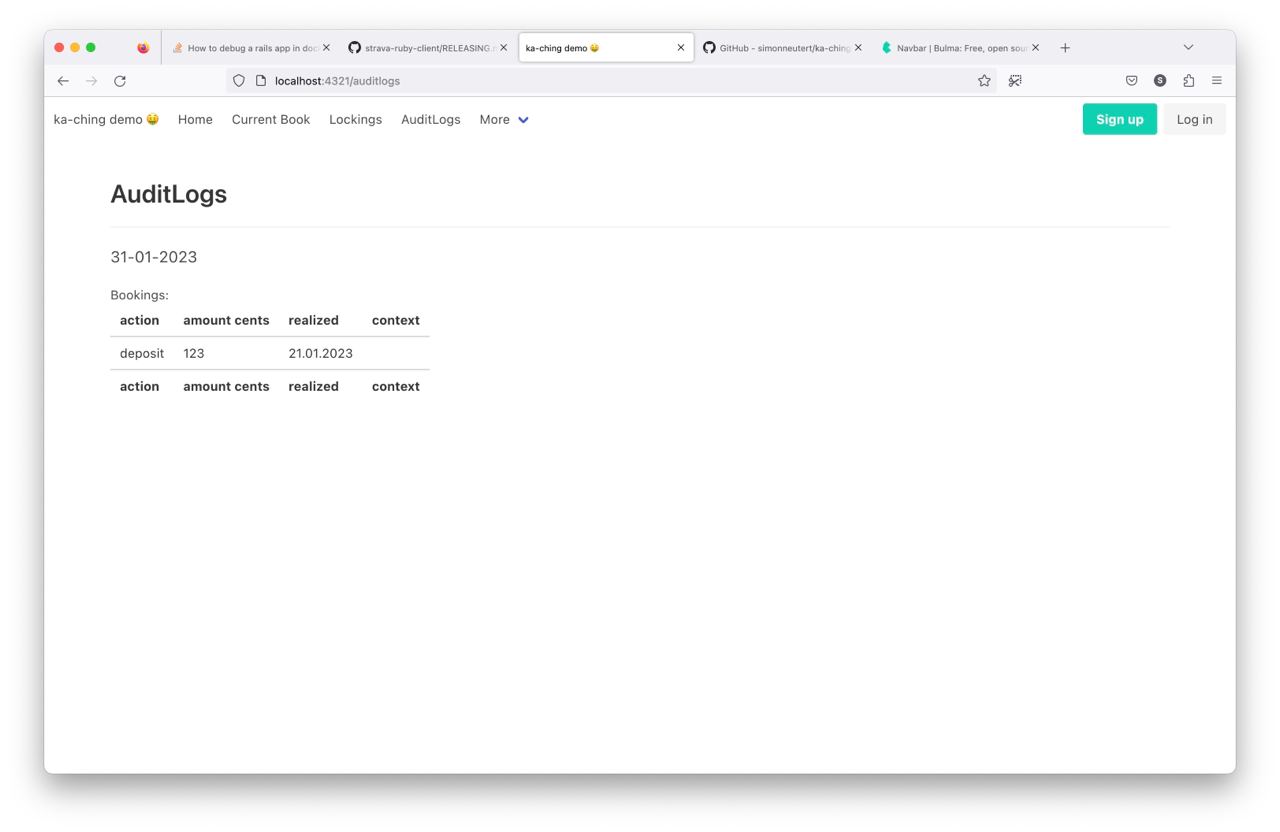 How to debug a rails app in doc
strava-ruby-client/RELEASING.
ka-ching demo 🤑
GitHub - simonneutert/ka-ching
Navbar | Bulma: Free, open sour
localhost:4321/auditlogs
S
ka-ching demo 🤑 Home Current Book Lockings AuditLogs More Sign up Log in
AuditLogs
31-01-2023
Bookings:
action amount cents realized context
deposit 123 21.01.2023
action amount cents realized context